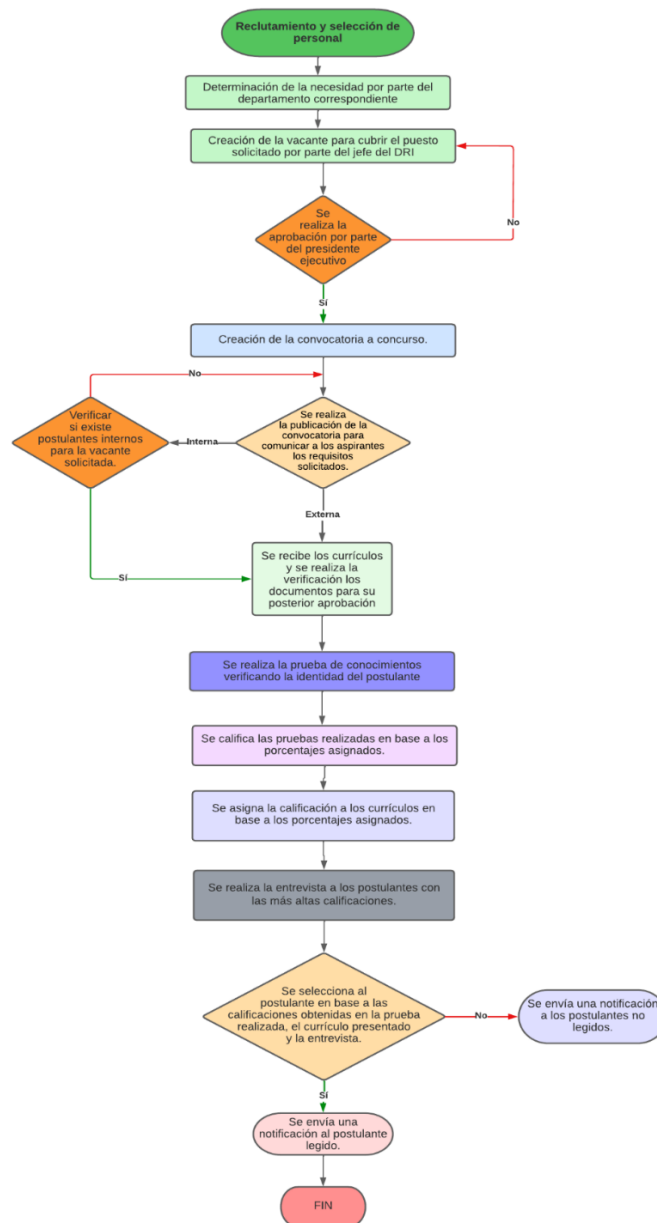 Reclutamiento y selección de
personal
Determinación de la necesidad por parte del
departamento correspondiente
Creación de la vacante para cubrir el puesto
solicitado por parte del jefe del DRI
Se
realiza la
aprobación por parte
del presidente
ejecutivo
No
Sí
Creación de la convocatoria a concurso.
No
Se realiza
la publicación de la
convocatoria para
comunicar a los aspirantes
los requisitos
solicitados.
Interna
Verificar
si existe
postulantes internos
para la vacante
solicitada.
Externa
Sí
Se recibe los currículos
y se realiza la
verificación los
documentos para su
posterior aprobación
Se realiza la prueba de conocimientos
verificando la identidad del postulante
Se califica las pruebas realizadas en base a los
porcentajes asignados.
Se asigna la calificación a los currículos en
base a los porcentajes asignados.
Se realiza la entrevista a los postulantes con
las más altas calificaciones.
Se selecciona al
postulante en base a las
calificaciones obtenidas en la prueba
realizada, el currículo presentado
y la entrevista.
No
Se envía una notificación
a los postulantes no
legidos.
Sí
Se envía una
notificación al postulante
legido.
FIN